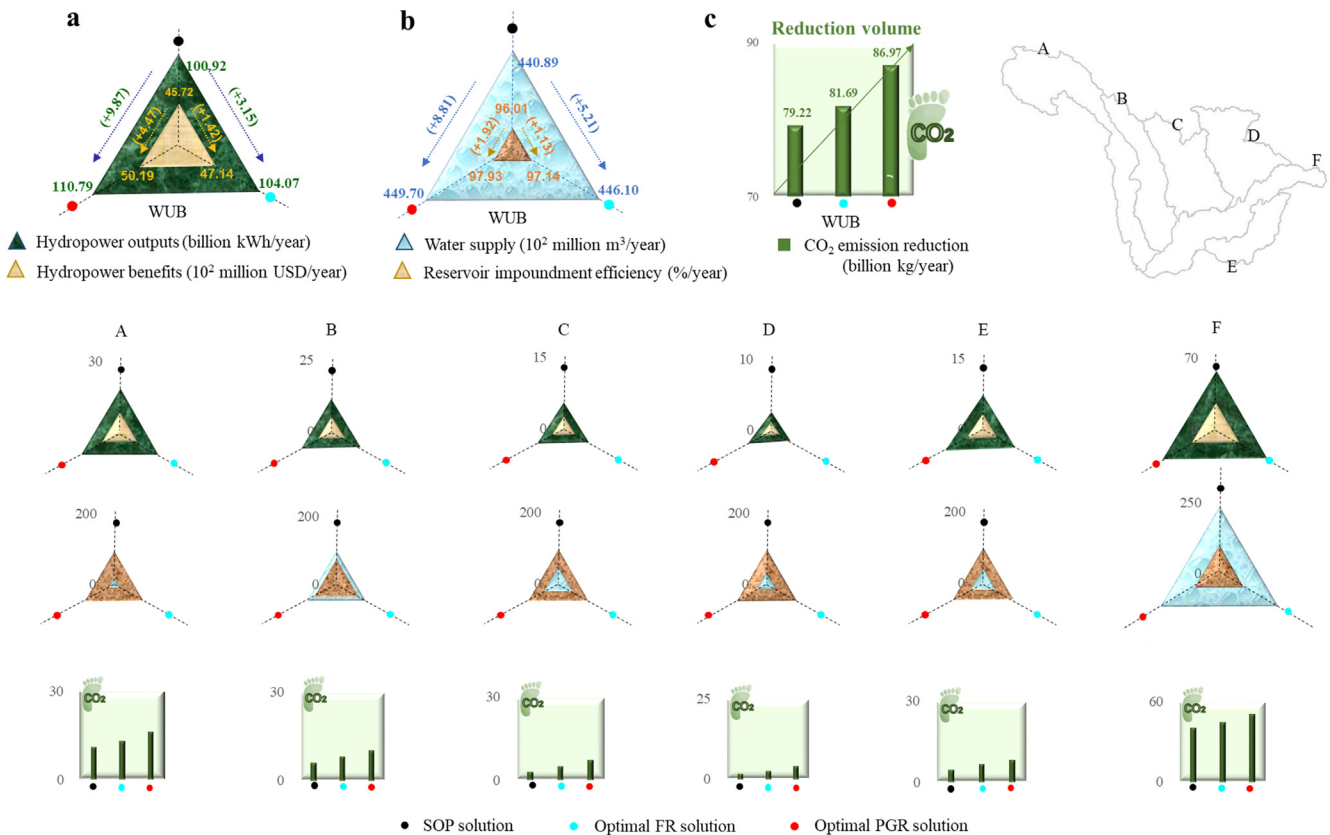 a
100.92
45.72
(+9.87)
(+3.15)
(+4.47)
(+1.42)
50.19
47.14
110.79
104.07
WUB
Hydropower outputs (billion kWh/year)
Hydropower benefits (10² million USD/year)
b
440.89
96.01
(+8.81)
(+5.21)
(+1.92)
(+1.13)
97.93
97.14
449.70
446.10
WUB
Water supply (10² million m³/year)
Reservoir impoundment efficiency (%/year)
c
Reduction volume
90
70
79.22
81.69
86.97
CO₂
WUB
CO₂ emission reduction
(billion kg/year)
A
B
C
D
E
F
A
B
C
D
E
F
30
25
0
15
0
10
0
15
0
70
200
0
200
0
200
0
200
0
200
0
250
0
30
CO₂
0
30
CO₂
0
30
CO₂
0
25
CO₂
0
30
CO₂
0
60
CO₂
0
SOP solution
Optimal FR solution
Optimal PGR solution